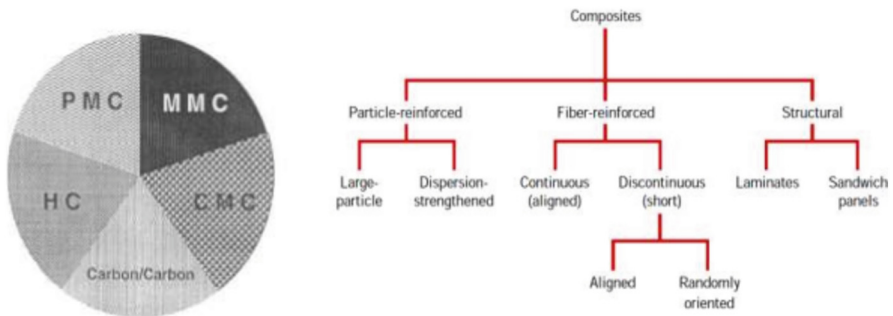 PMC
MMC
HC
CMC
Carbon/Carbon
Composites
Particle-reinforced
Fiber-reinforced
Structural
Large-
particle
Dispersion-
strengthened
Continuous
(aligned)
Discontinuous
(short)
Laminates
Sandwich
panels
Aligned
Randomly
oriented